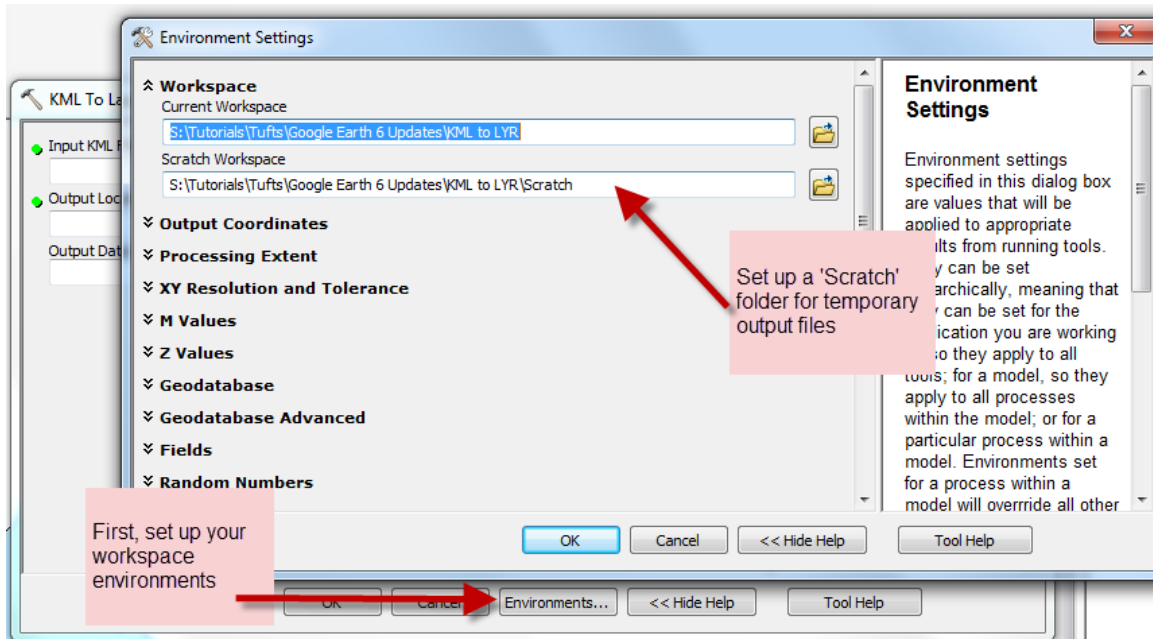 Environment Settings
Workspace
Current Workspace
S:\Tutorials\Tufts\Google Earth 6 Updates\KML to LYR
Scratch Workspace
S:\Tutorials\Tufts\Google Earth 6 Updates\KML to LYR\Scratch
Output Coordinates
Processing Extent
XY Resolution and Tolerance
M Values
Z Values
Geodatabase
Geodatabase Advanced
Fields
Random Numbers
OK
Cancel
<< Hide Help
Tool Help
Environment
Settings
Environment settings
specified in this dialog box
are values that will be
applied to appropriate
from running tools.
can be set
meaning that
can be set for the
you are working
so they apply to all
tools; for a model, so they
apply to all processes
within the model; or for a
particular process within a
model. Environments set
for a process within a
model will overrride all other
Set up a 'Scratch'
folder for temporary
output files
KML To
Input KML
Output
Output
First, set up your
workspace
environments
OK
Cancel
Environments...
<< Hide Help
Tool Help